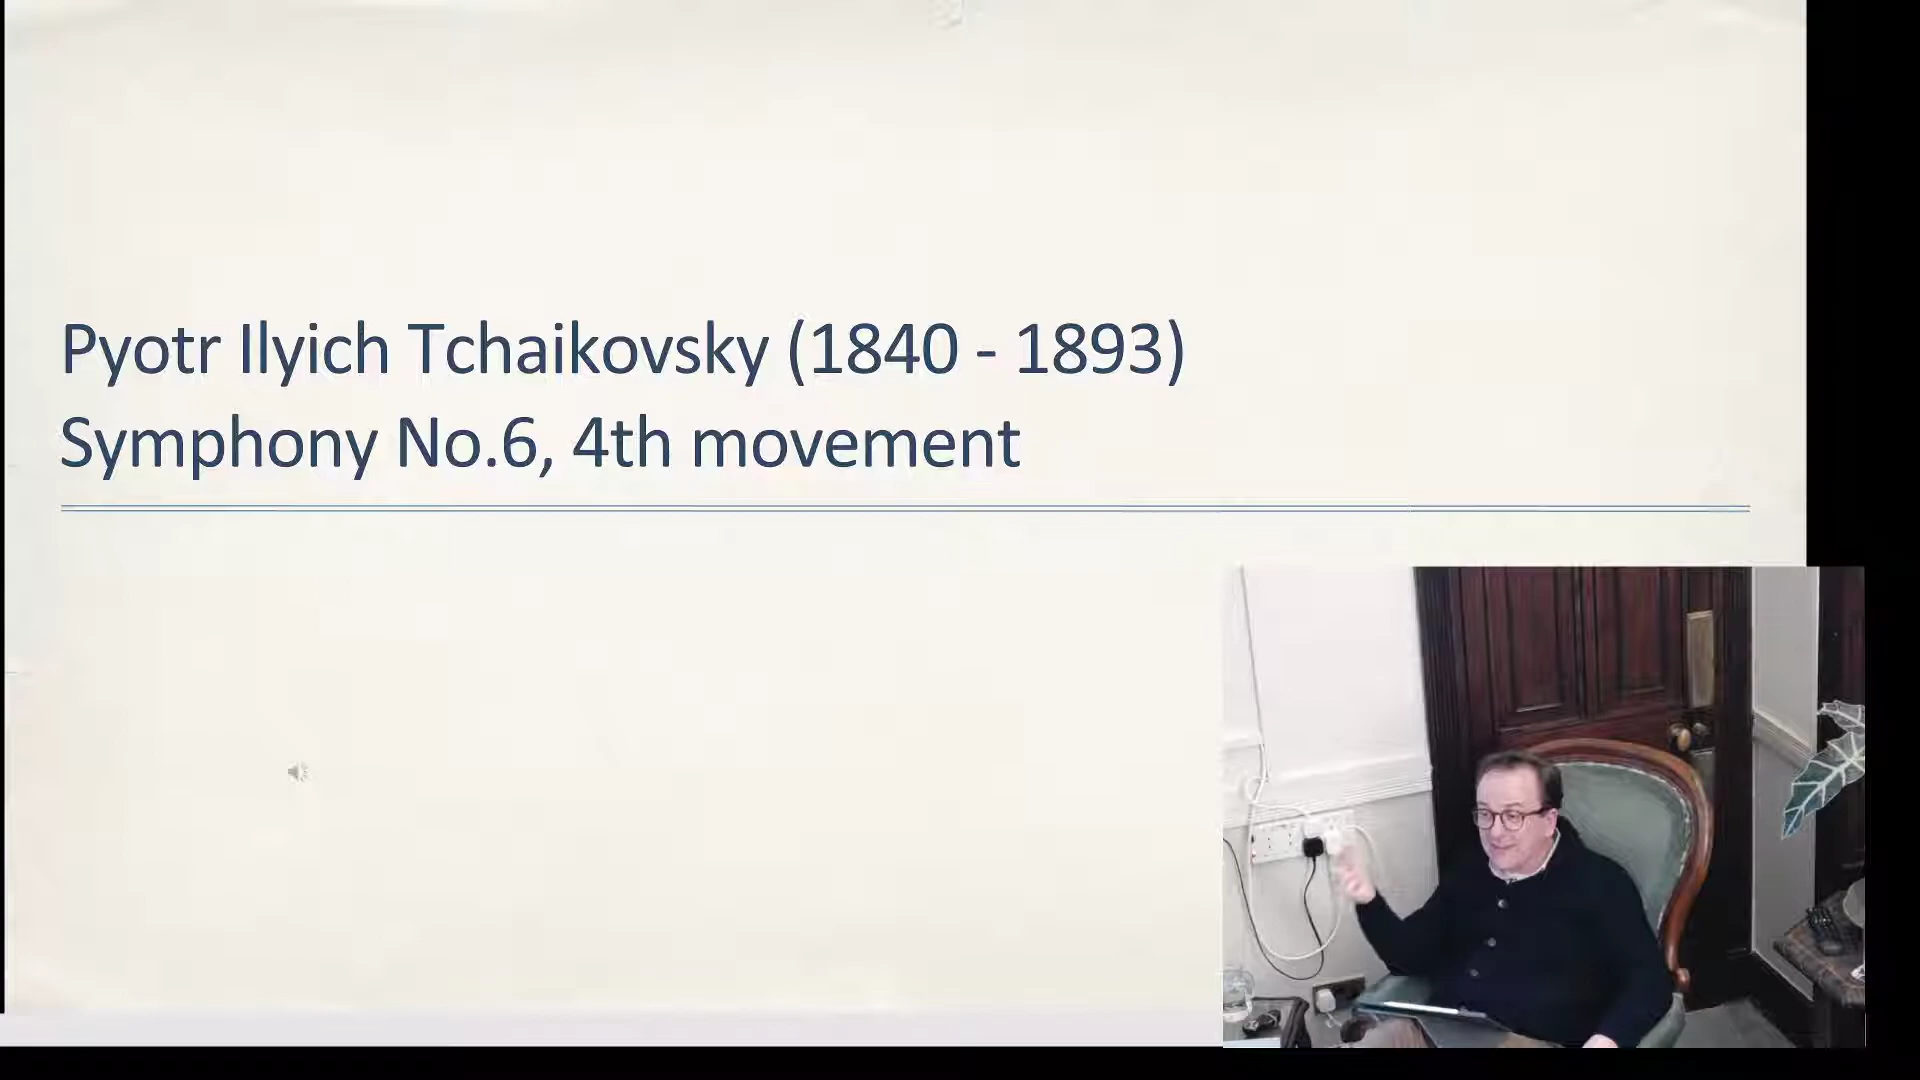 Pyotr Ilyich Tchaikovsky (1840 - 1893)
Symphony No.6, 4th movement